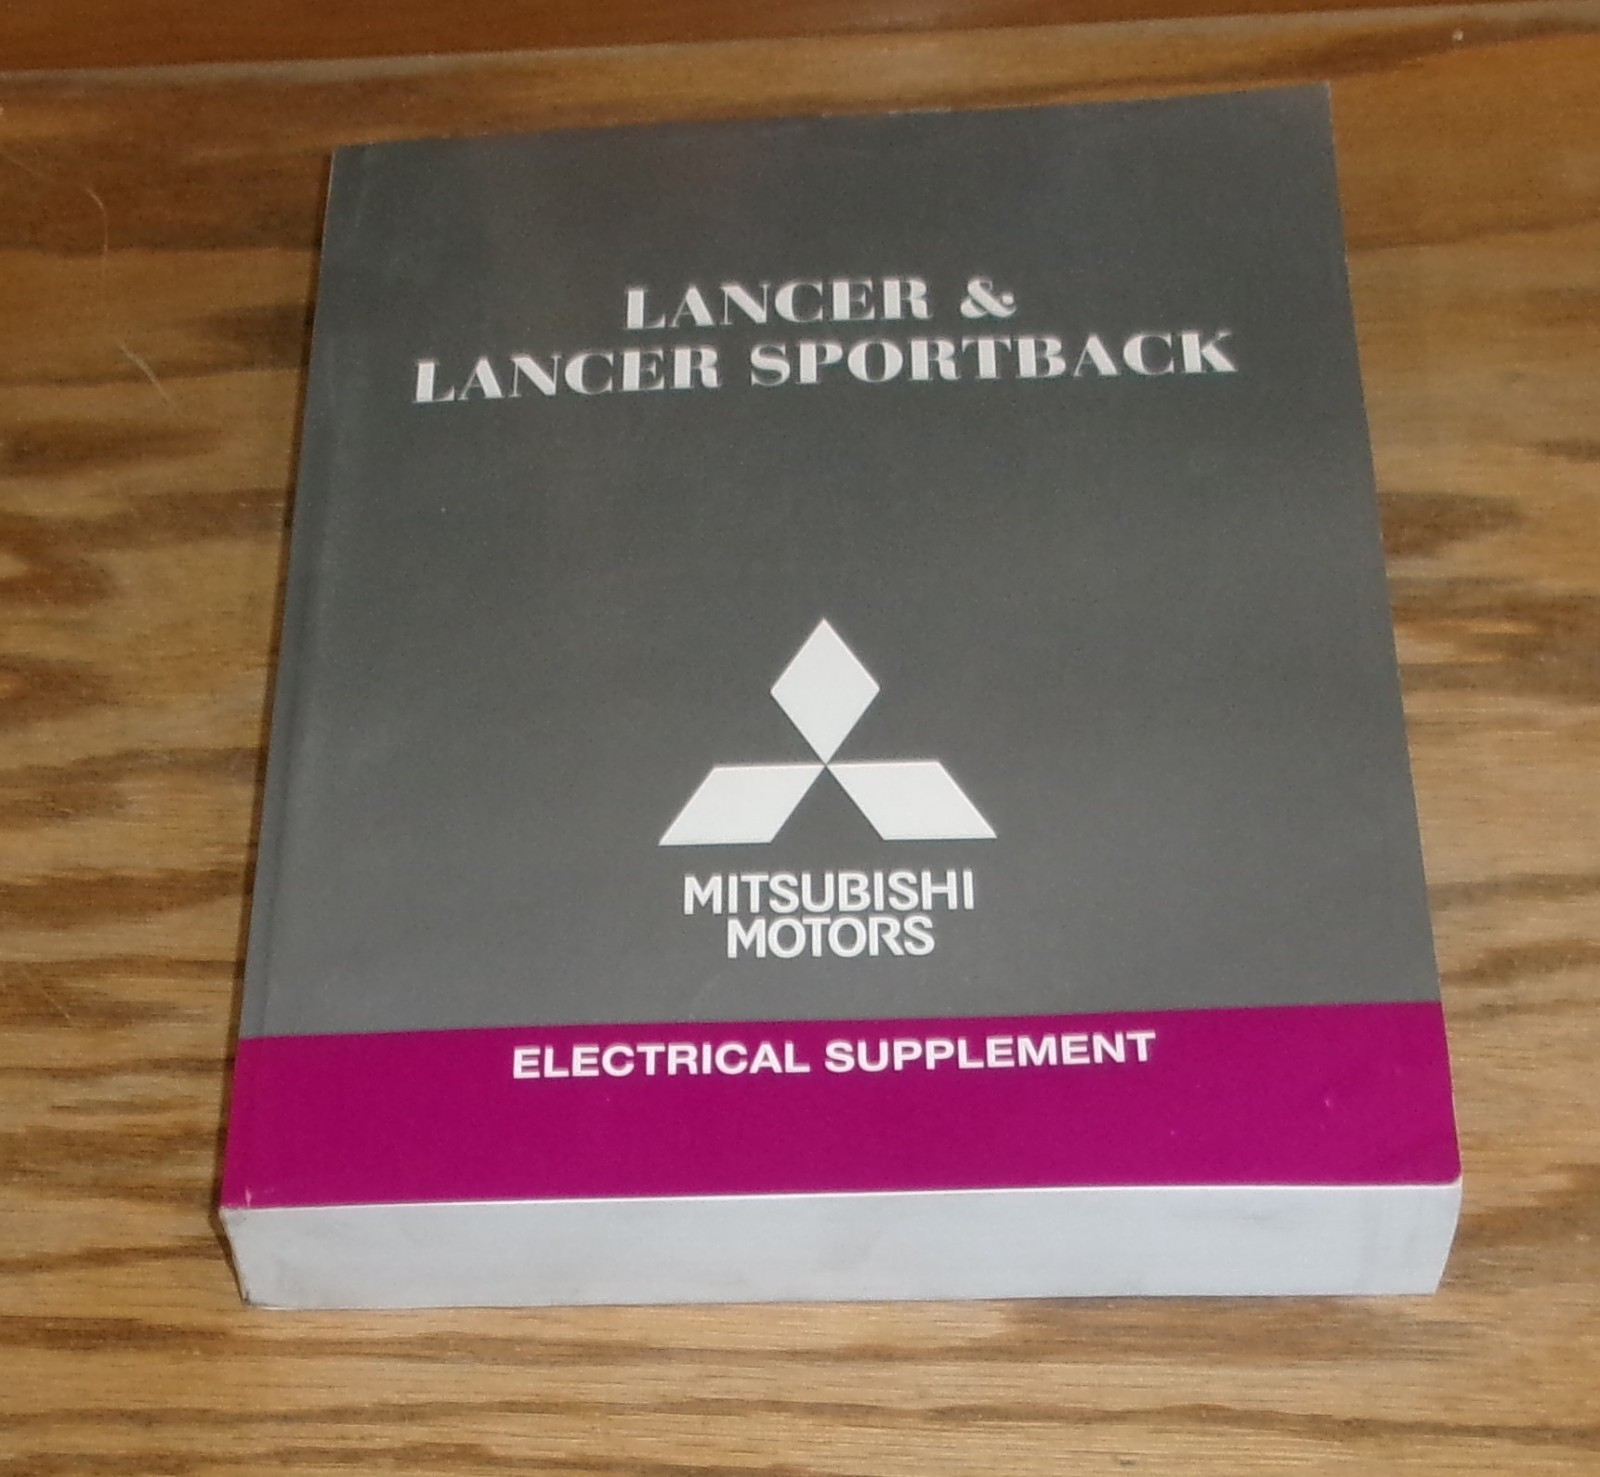 LANCER &
LANCER SPORTBACK
MITSUBISHI
MOTORS
ELECTRICAL SUPPLEMENT